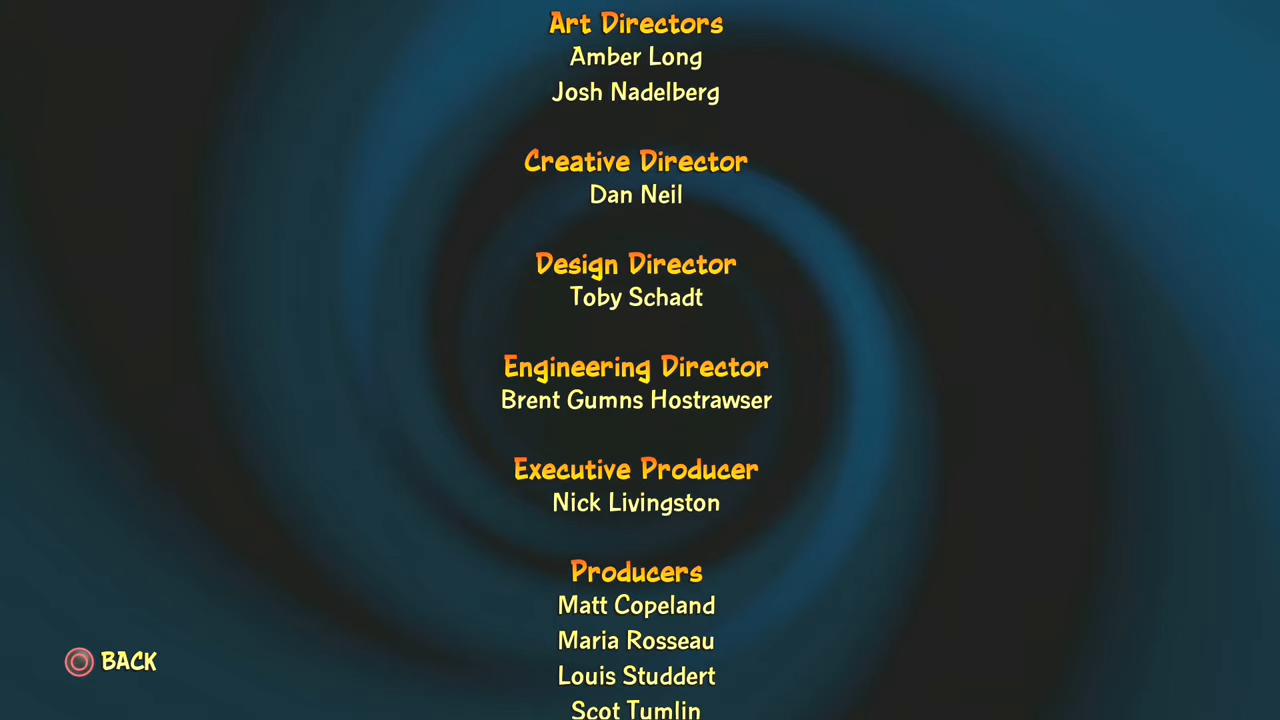 Art Directors
Amber Long
Josh Nadelberg
Creative Director
Dan Neil
Design Director
Toby Schadt
Engineering Director
Brent Gumns Hostrawser
Executive Producer
Nick Livingston
Producers
Matt Copeland
Maria Rosseau
Louis Studdert
Scot Tumlin
BACK